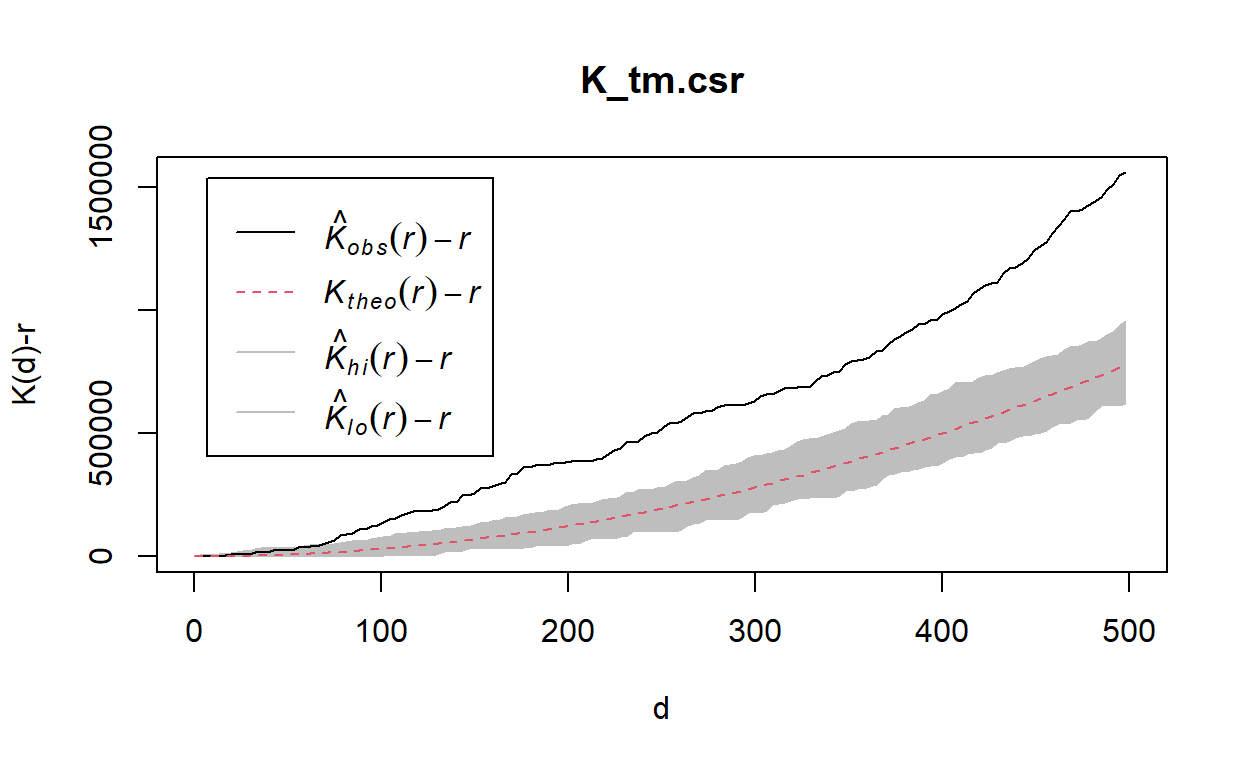 K_tm.csr
K(d)-r
1500000
500000
0
K̂obs(r) − r
Ktheo(r) − r
K̂hi(r) − r
K̂lo(r) − r
0 100 200 300 400 500
d